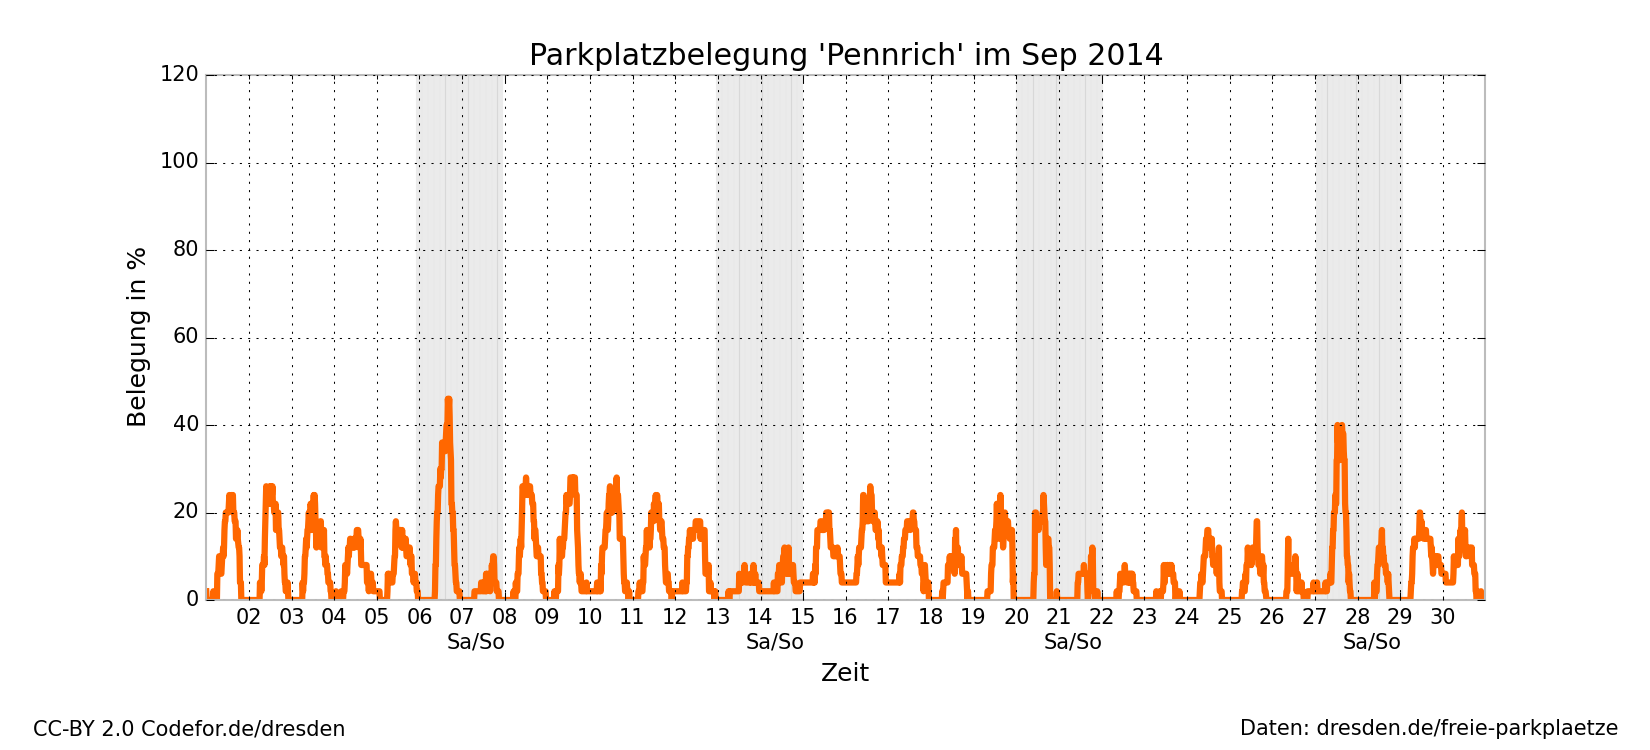 Parkplatzbelegung 'Pennrich' im Sep 2014
120
100
80
60
40
20
0
Belegung in %
02 03 04 05 06 07 08 09 10 11 12 13 14 15 16 17 18 19 20 21 22 23 24 25 26 27 28 29 30
Sa/So Sa/So Sa/So Sa/So
Zeit
CC-BY 2.0 Codefor.de/dresden
Daten: dresden.de/freie-parkplaetze